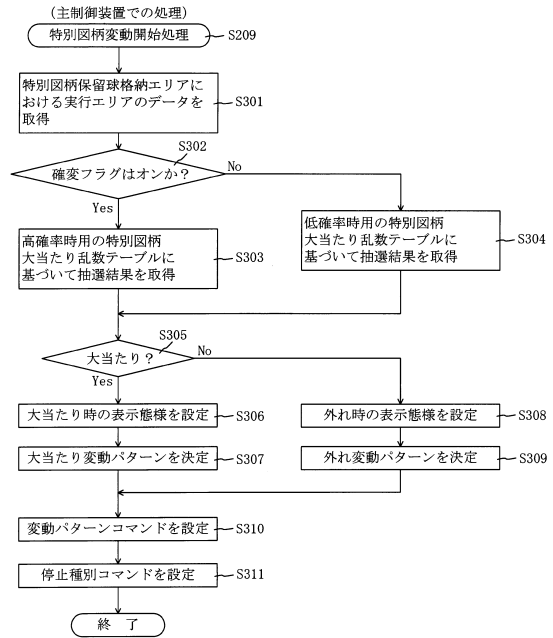 (主制御装置での処理)
特別図柄変動開始処理
S209
特別図柄保留球格納エリアに
おける実行エリアのデータを
取得
S301
S302
確変フラグはオンか?
No
Yes
高確率時用の特別図柄
大当たり乱数テーブルに
基づいて抽選結果を取得
S303
低確率時用の特別図柄
大当たり乱数テーブルに
基づいて抽選結果を取得
S304
S305
大当たり?
No
Yes
大当たり時の表示態様を設定
S306
外れ時の表示態様を設定
S308
大当たり変動パターンを決定
S307
外れ変動パターンを決定
S309
変動パターンコマンドを設定
S310
停止種別コマンドを設定
S311
終 了